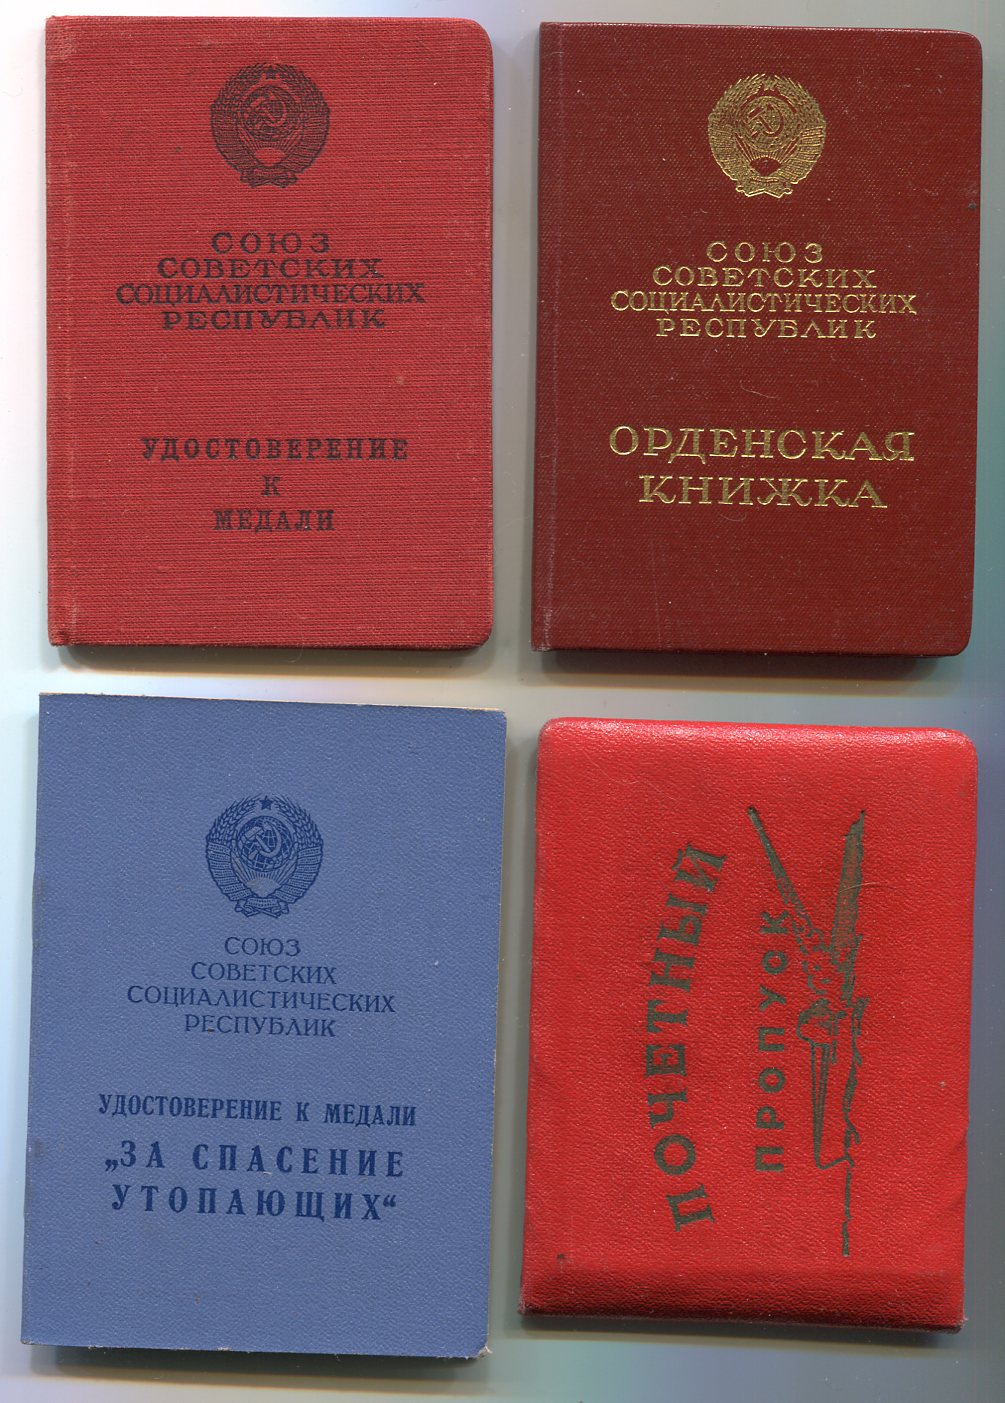 СОЮЗ
СОВЕТСКИХ
СОЦИАЛИСТИЧЕСКИХ
РЕСПУБЛИК
УДОСТОВЕРЕНИЕ
К
МЕДАЛИ
СОЮЗ
СОВЕТСКИХ
СОЦИАЛИСТИЧЕСКИХ
РЕСПУБЛИК
ОРДЕНСКАЯ
КНИЖКА
СОЮЗ
СОВЕТСКИХ
СОЦИАЛИСТИЧЕСКИХ
РЕСПУБЛИК
УДОСТОВЕРЕНИЕ К МЕДАЛИ
„ЗА СПАСЕНИЕ
УТОПАЮЩИХ“
ПОЧЕТНЫЙ
ПРОПУСК